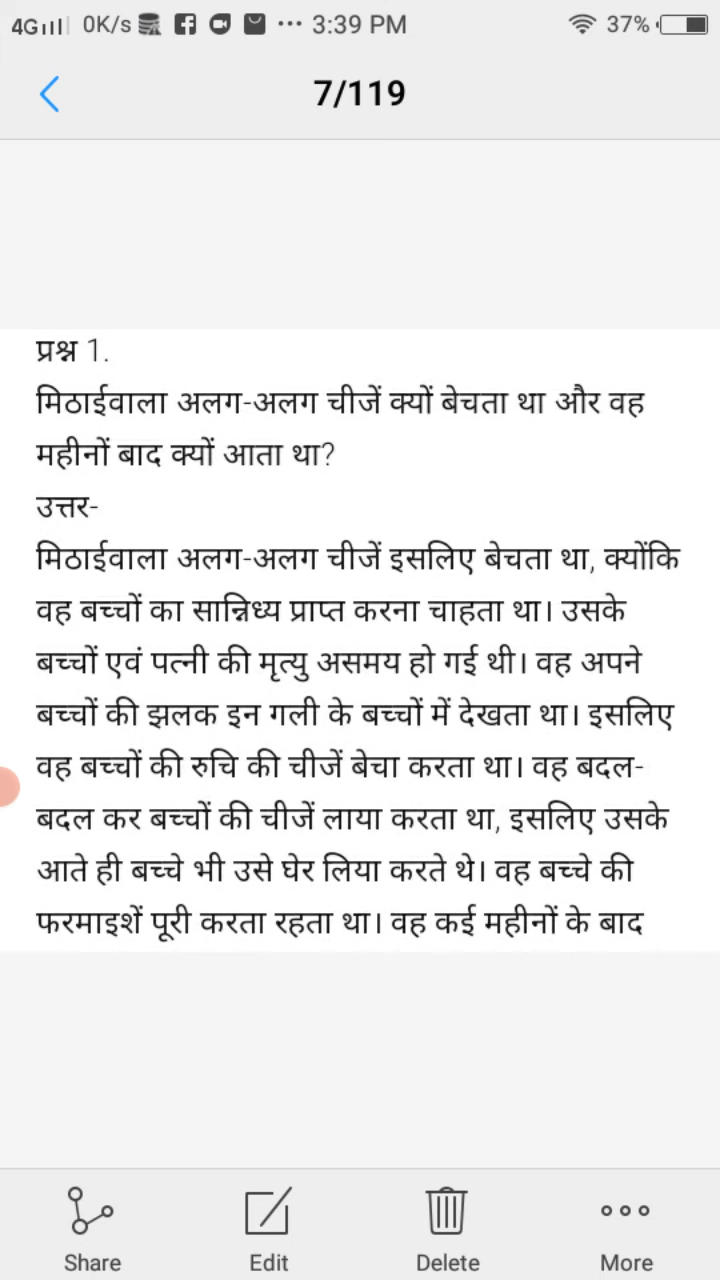 4G 0K/s ... 3:39 PM 37%
7/119
प्रश्न 1.
मिठाईवाला अलग-अलग चीजें क्यों बेचता था और वह
महीनों बाद क्यों आता था?
उत्तर-
मिठाईवाला अलग-अलग चीजें इसलिए बेचता था, क्योंकि
वह बच्चों का सान्निध्य प्राप्त करना चाहता था। उसके
बच्चों एवं पत्नी की मृत्यु असमय हो गई थी। वह अपने
बच्चों की झलक इन गली के बच्चों में देखता था। इसलिए
वह बच्चों की रुचि की चीजें बेचा करता था। वह बदल-
बदल कर बच्चों की चीजें लाया करता था, इसलिए उसके
आते ही बच्चे भी उसे घेर लिया करते थे। वह बच्चे की
फरमाइशें पूरी करता रहता था। वह कई महीनों के बाद
Share Edit Delete More